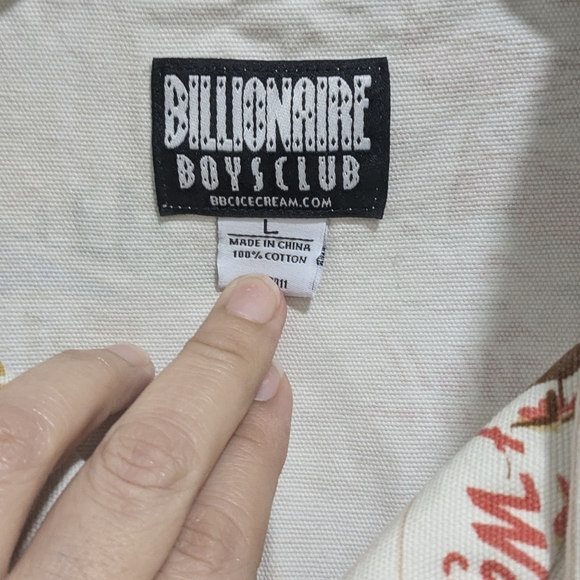 BILLIONAIRE
BOYS CLUB
BBCICECREAM.COM
L
MADE IN CHINA
100% COTTON